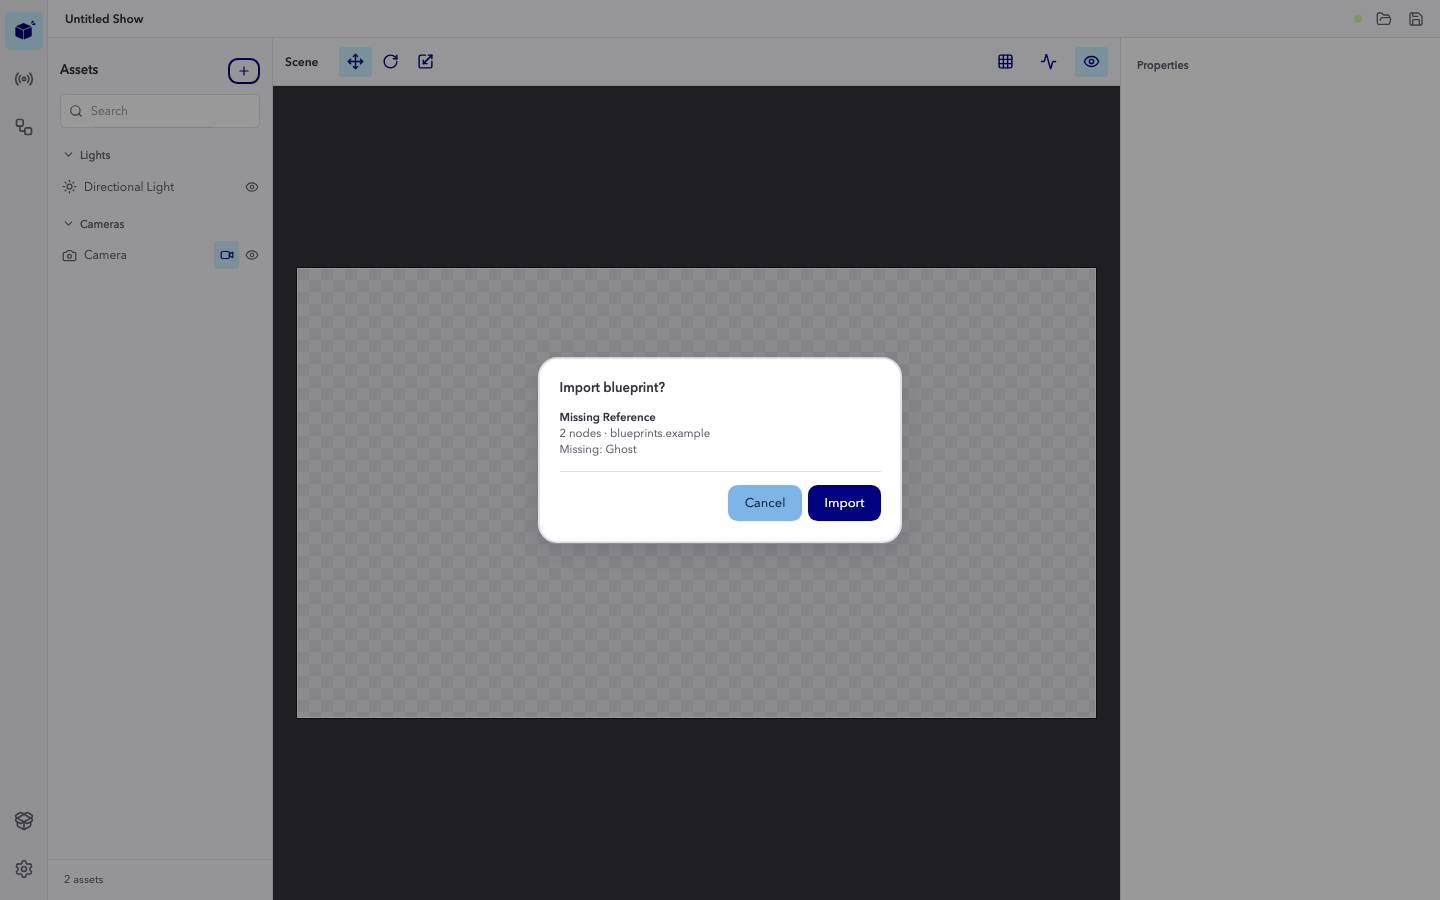 Untitled Show
Assets
Search
Lights
Directional Light
Cameras
Camera
2 assets
Scene
Properties
Import blueprint?
Missing Reference
2 nodes · blueprints.example
Missing: Ghost
Cancel
Import